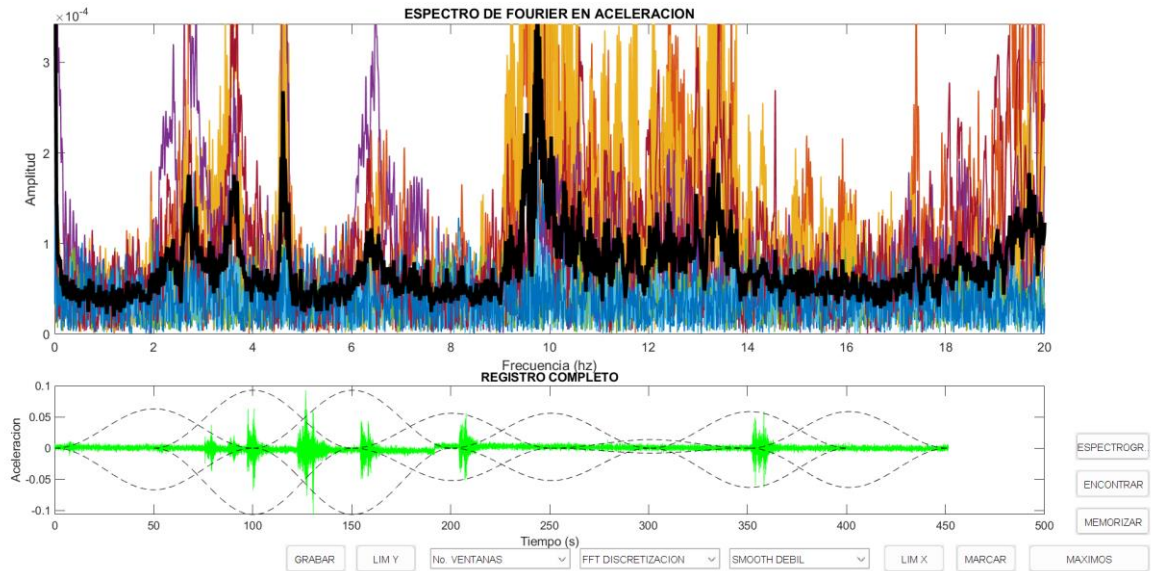 ESPECTRO DE FOURIER EN ACELERACION
×10⁻⁴
3
2
1
0
Amplitud
0 2 4 6 8 10 12 14 16 18 20
Frecuencia (hz)
REGISTRO COMPLETO
0.1
0.05
0
-0.05
-0.1
Aceleracion
0 50 100 150 200 250 300 350 400 450 500
Tiempo (s)
ESPECTROGR
ENCONTRAR
MEMORIZAR
GRABAR LIM Y No. VENTANAS FFT DISCRETIZACION SMOOTH DEBIL LIM X MARCAR MAXIMOS